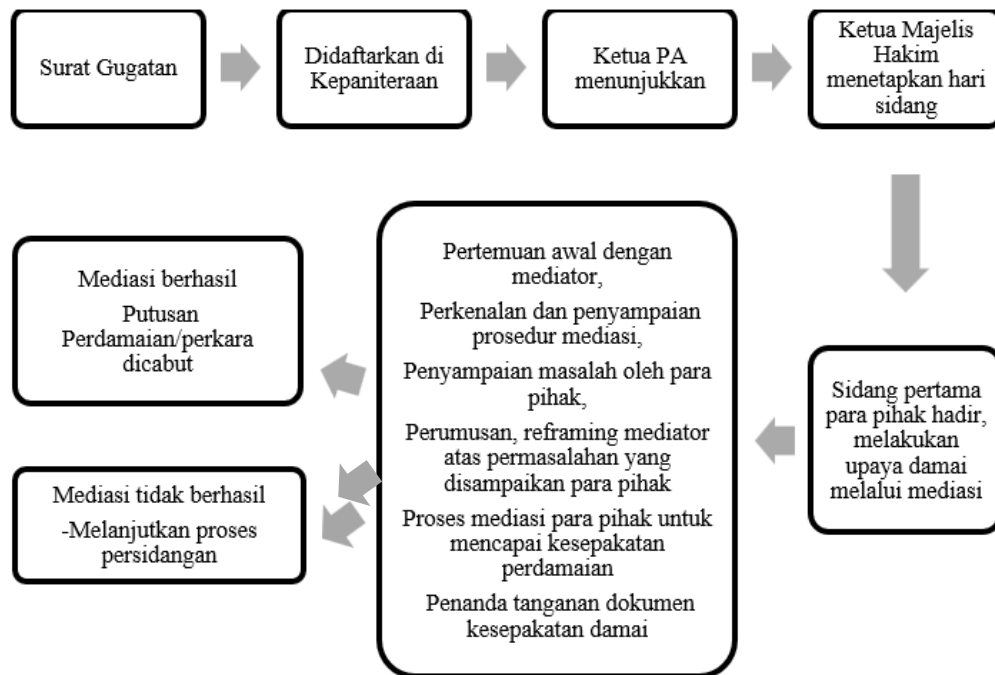 Surat Gugatan
Didaftarkan di
Kepaniteraan
Ketua PA
menunjukkan
Ketua Majelis
Hakim
menetapkan hari
sidang
Sidang pertama
para pihak hadir,
melakukan
upaya damai
melalui mediasi
Pertemuan awal dengan
mediator,
Perkenalan dan penyampaian
prosedur mediasi,
Penyampaian masalah oleh para
pihak,
Perumusan, reframing mediator
atas permasalahan yang
disampaikan para pihak
Proses mediasi para pihak untuk
mencapai kesepakatan
perdamaian
Penanda tanganan dokumen
kesepakatan damai
Mediasi berhasil
Putusan
Perdamaian/perkara
dicabut
Mediasi tidak berhasil
-Melanjutkan proses
persidangan